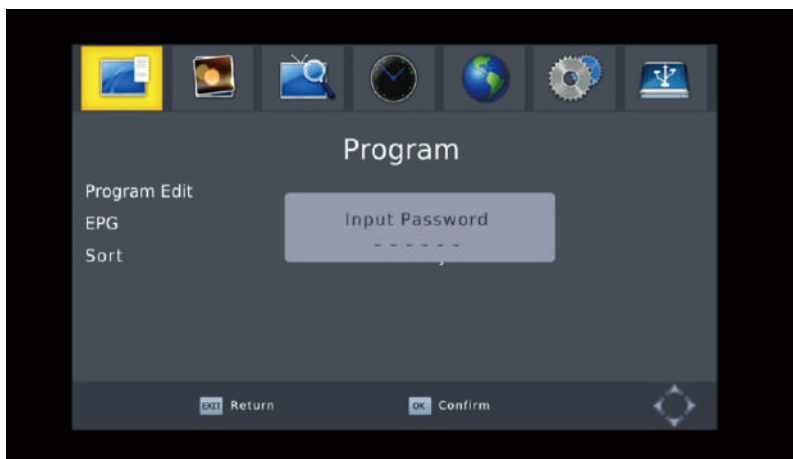 Program
Program Edit
EPG
Input Password
- - - - - -
Sort
EXIT Return
OK Confirm